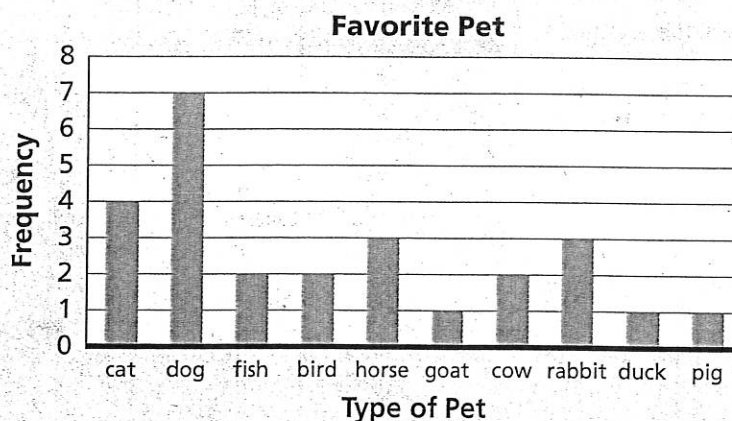 Favorite Pet
8
7
6
5
4
3
2
1
0
Frequency
cat dog fish bird horse goat cow rabbit duck pig
Type of Pet